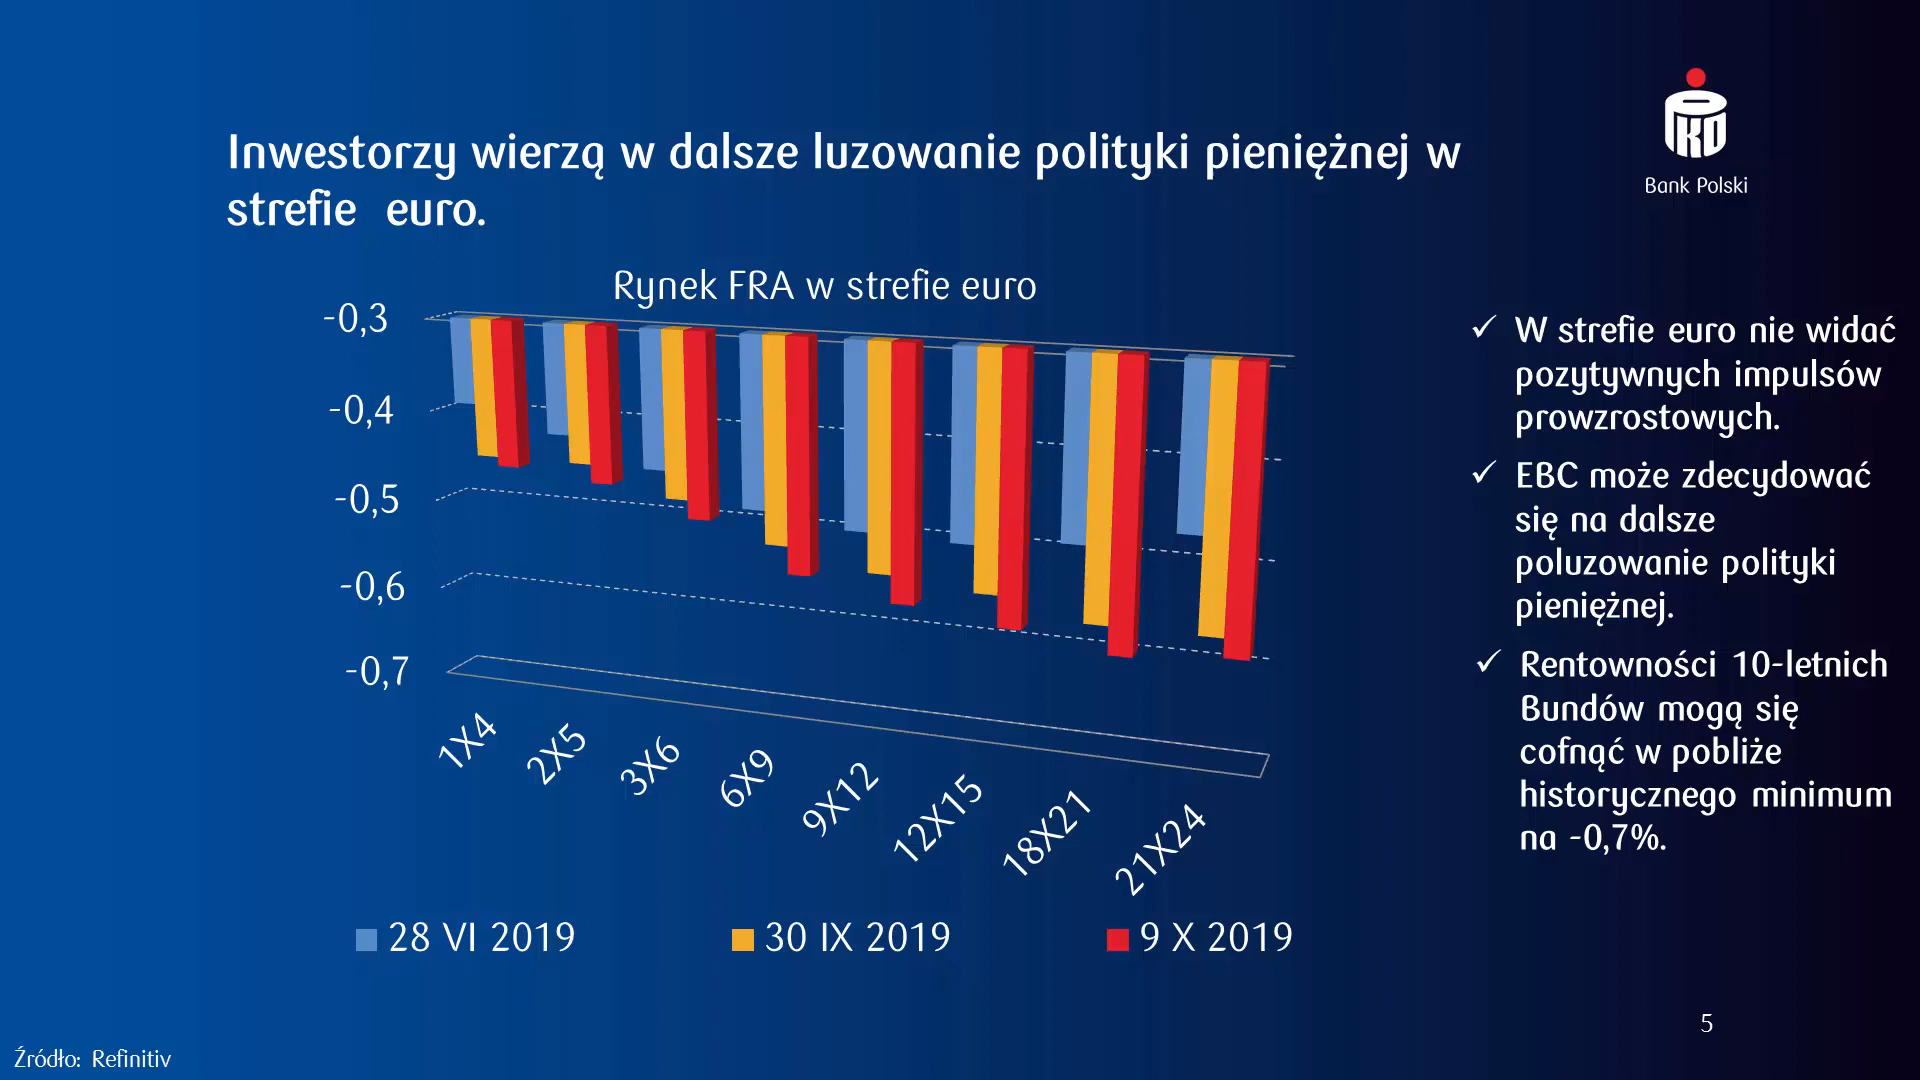 PKO
Bank Polski
Inwestorzy wierzą w dalsze luzowanie polityki pieniężnej w
strefie euro.
Rynek FRA w strefie euro
-0,3
-0,4
-0,5
-0,6
-0,7
1X4
2X5
3X6
6X9
9X12
12X15
18X21
21X24
28 VI 2019
30 IX 2019
9 X 2019
✓ W strefie euro nie widać
pozytywnych impulsów
prowzrostowych.
✓ EBC może zdecydować
się na dalsze
poluzowanie polityki
pieniężnej.
✓ Rentowności 10-letnich
Bundów mogą się
cofnąć w pobliże
historycznego minimum
na -0,7%.
5
Źródło: Refinitiv